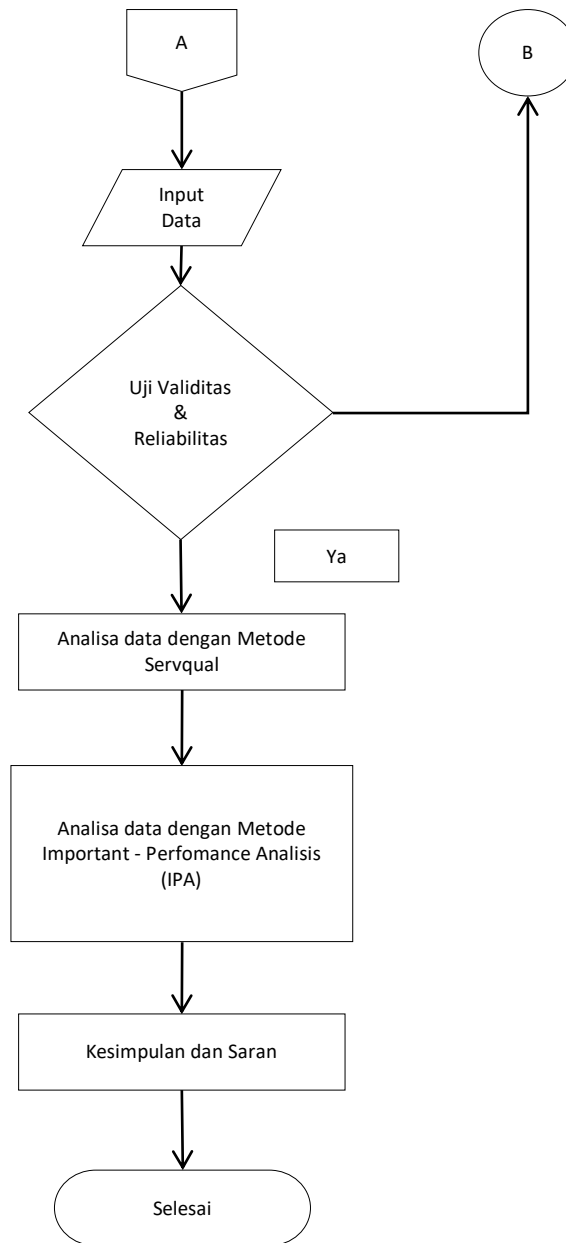 A
B
Input
Data
Uji Validitas
&
Reliabilitas
Ya
Analisa data dengan Metode
Servqual
Analisa data dengan Metode
Important - Perfomance Analisis
(IPA)
Kesimpulan dan Saran
Selesai